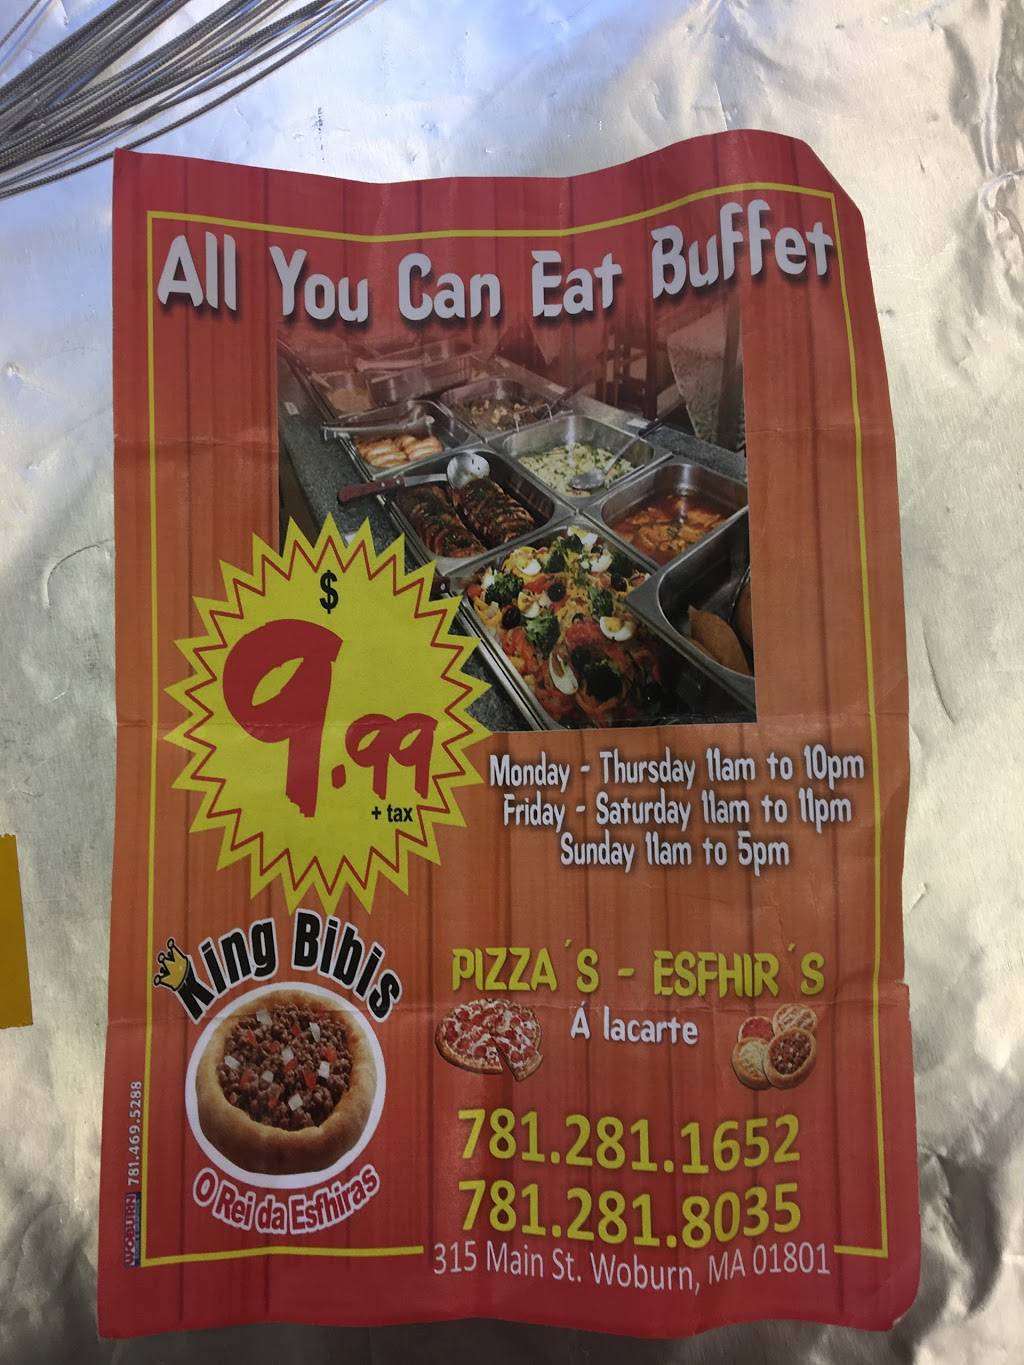 All You Can Eat Buffet
$
9.99
+ tax
Monday - Thursday 11am to 10pm
Friday - Saturday 11am to 11pm
Sunday 11am to 5pm
King Bibis
O Rei da Esfhiras
PIZZA´S - ESFHIR´S
Á lacarte
781.281.1652
781.281.8035
315 Main St. Woburn, MA 01801
WOBURN 781.469.5288